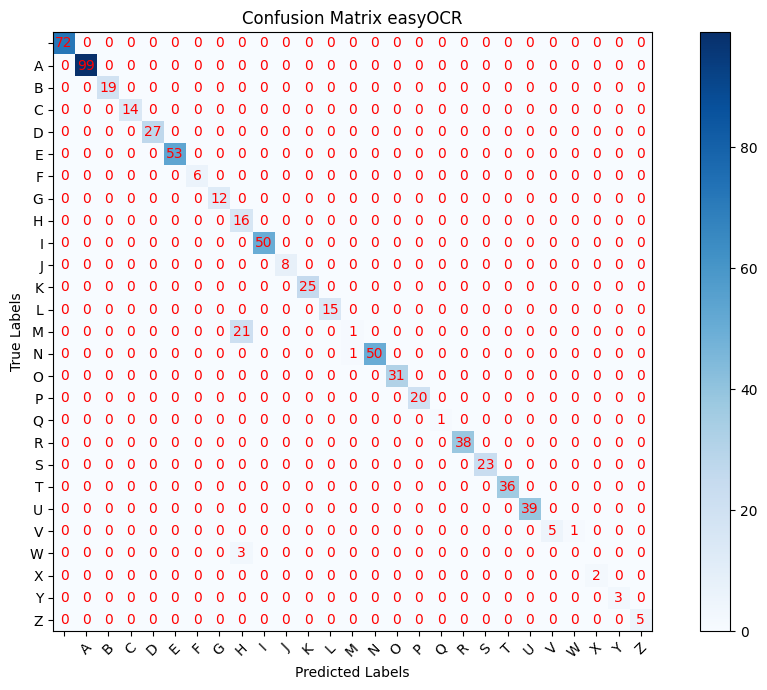 Confusion Matrix easyOCR
72 0 0 0 0 0 0 0 0 0 0 0 0 0 0 0 0 0 0 0 0 0 0 0 0 0 0
A 0 99 0 0 0 0 0 0 0 0 0 0 0 0 0 0 0 0 0 0 0 0 0 0 0 0 0
B 0 0 19 0 0 0 0 0 0 0 0 0 0 0 0 0 0 0 0 0 0 0 0 0 0 0 0
C 0 0 0 14 0 0 0 0 0 0 0 0 0 0 0 0 0 0 0 0 0 0 0 0 0 0 0
D 0 0 0 0 27 0 0 0 0 0 0 0 0 0 0 0 0 0 0 0 0 0 0 0 0 0 0
E 0 0 0 0 0 53 0 0 0 0 0 0 0 0 0 0 0 0 0 0 0 0 0 0 0 0 0
F 0 0 0 0 0 0 6 0 0 0 0 0 0 0 0 0 0 0 0 0 0 0 0 0 0 0 0
G 0 0 0 0 0 0 0 12 0 0 0 0 0 0 0 0 0 0 0 0 0 0 0 0 0 0 0
H 0 0 0 0 0 0 0 0 16 0 0 0 0 0 0 0 0 0 0 0 0 0 0 0 0 0 0
I 0 0 0 0 0 0 0 0 0 50 0 0 0 0 0 0 0 0 0 0 0 0 0 0 0 0 0
J 0 0 0 0 0 0 0 0 0 0 8 0 0 0 0 0 0 0 0 0 0 0 0 0 0 0 0
K 0 0 0 0 0 0 0 0 0 0 0 25 0 0 0 0 0 0 0 0 0 0 0 0 0 0 0
L 0 0 0 0 0 0 0 0 0 0 0 0 15 0 0 0 0 0 0 0 0 0 0 0 0 0 0
M 0 0 0 0 0 0 0 0 21 0 0 0 0 1 0 0 0 0 0 0 0 0 0 0 0 0 0
N 0 0 0 0 0 0 0 0 0 0 0 0 0 1 50 0 0 0 0 0 0 0 0 0 0 0 0
O 0 0 0 0 0 0 0 0 0 0 0 0 0 0 0 31 0 0 0 0 0 0 0 0 0 0 0
P 0 0 0 0 0 0 0 0 0 0 0 0 0 0 0 0 20 0 0 0 0 0 0 0 0 0 0
Q 0 0 0 0 0 0 0 0 0 0 0 0 0 0 0 0 0 1 0 0 0 0 0 0 0 0 0
R 0 0 0 0 0 0 0 0 0 0 0 0 0 0 0 0 0 0 38 0 0 0 0 0 0 0 0
S 0 0 0 0 0 0 0 0 0 0 0 0 0 0 0 0 0 0 0 23 0 0 0 0 0 0 0
T 0 0 0 0 0 0 0 0 0 0 0 0 0 0 0 0 0 0 0 0 36 0 0 0 0 0 0
U 0 0 0 0 0 0 0 0 0 0 0 0 0 0 0 0 0 0 0 0 0 39 0 0 0 0 0
V 0 0 0 0 0 0 0 0 0 0 0 0 0 0 0 0 0 0 0 0 0 0 5 1 0 0 0
W 0 0 0 0 0 0 0 0 3 0 0 0 0 0 0 0 0 0 0 0 0 0 0 0 0 0 0
X 0 0 0 0 0 0 0 0 0 0 0 0 0 0 0 0 0 0 0 0 0 0 0 0 2 0 0
Y 0 0 0 0 0 0 0 0 0 0 0 0 0 0 0 0 0 0 0 0 0 0 0 0 0 3 0
Z 0 0 0 0 0 0 0 0 0 0 0 0 0 0 0 0 0 0 0 0 0 0 0 0 0 0 5
A B C D E F G H I J K L M N O P Q R S T U V W X Y Z
Predicted Labels
True Labels
80
60
40
20
0